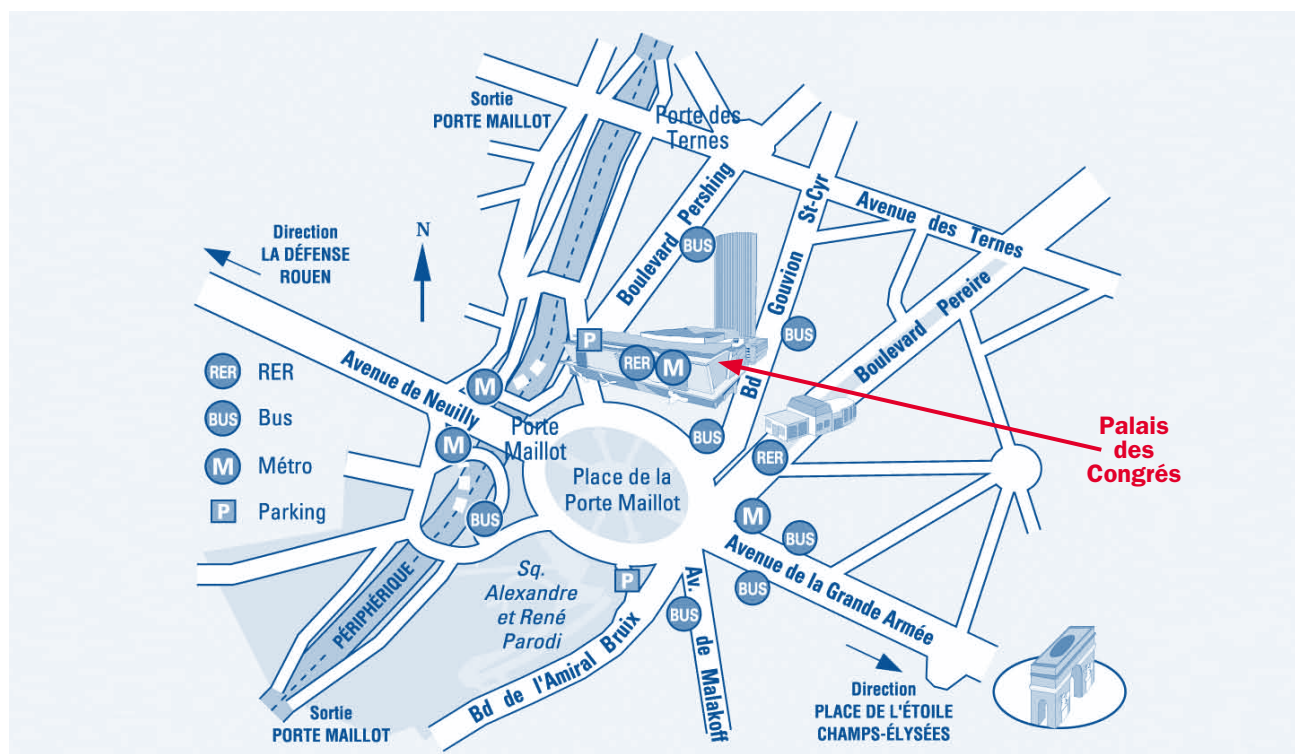 Sortie
PORTE MAILLOT
Porte des
Ternes
Direction
LA DÉFENSE
ROUEN
N
Boulevard Pershing
BUS
St-Cyr
Gouvion
Bd
Avenue des Ternes
Boulevard Pereire
BUS
P
RER
M
RER RER
BUS Bus
M Métro
P Parking
Avenue de Neuilly
M
M
Porte
Maillot
BUS
Place de la
Porte Maillot
BUS
RER
Palais
des
Congrés
M
BUS
BUS
Avenue de la Grande Armée
BUS
Sq.
Alexandre
et René
Parodi
P
BUS
Av. de Malakoff
PÉRIPHÉRIQUE
Bd de l'Amiral Bruix
Sortie
PORTE MAILLOT
Direction
PLACE DE L'ÉTOILE
CHAMPS-ÉLYSÉES